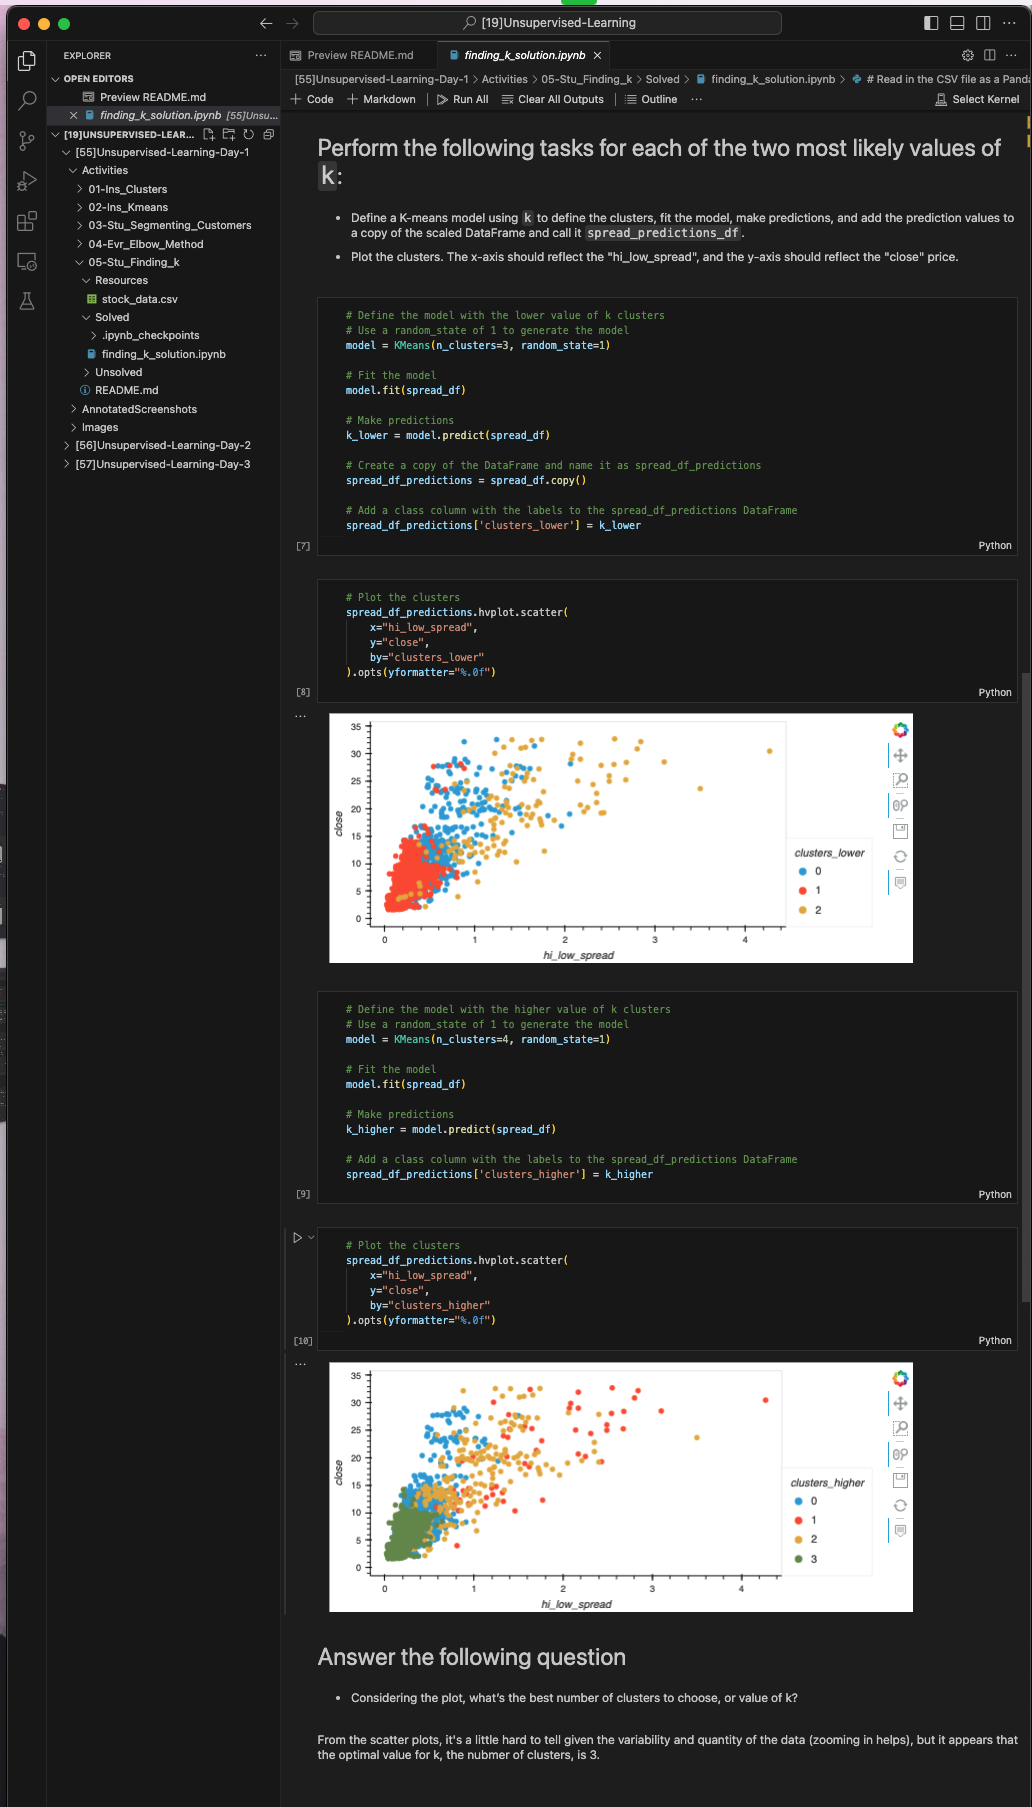 [19]Unsupervised-Learning
EXPLORER
OPEN EDITORS
Preview README.md
finding_k_solution.ipynb [55]Unsu...
[19]UNSUPERVISED-LEAR...
[55]Unsupervised-Learning-Day-1
Activities
01-Ins_Clusters
02-Ins_Kmeans
03-Stu_Segmenting_Customers
04-Evr_Elbow_Method
05-Stu_Finding_k
Resources
stock_data.csv
Solved
.ipynb_checkpoints
finding_k_solution.ipynb
Unsolved
README.md
AnnotatedScreenshots
Images
[56]Unsupervised-Learning-Day-2
[57]Unsupervised-Learning-Day-3
Preview README.md
finding_k_solution.ipynb
[55]Unsupervised-Learning-Day-1 > Activities > 05-Stu_Finding_k > Solved > finding_k_solution.ipynb > # Read in the CSV file as a Panda
+ Code + Markdown Run All Clear All Outputs Outline ... Select Kernel
Perform the following tasks for each of the two most likely values of
k:
• Define a K-means model using k to define the clusters, fit the model, make predictions, and add the prediction values to
a copy of the scaled DataFrame and call it spread_predictions_df.
• Plot the clusters. The x-axis should reflect the "hi_low_spread", and the y-axis should reflect the "close" price.
# Define the model with the lower value of k clusters
# Use a random_state of 1 to generate the model
model = KMeans(n_clusters=3, random_state=1)
# Fit the model
model.fit(spread_df)
# Make predictions
k_lower = model.predict(spread_df)
# Create a copy of the DataFrame and name it as spread_df_predictions
spread_df_predictions = spread_df.copy()
# Add a class column with the labels to the spread_df_predictions DataFrame
spread_df_predictions['clusters_lower'] = k_lower
[7]
Python
# Plot the clusters
spread_df_predictions.hvplot.scatter(
x="hi_low_spread",
y="close",
by="clusters_lower"
).opts(yformatter="%.0f")
[8]
Python
35
30
25
20
15
10
5
0
close
0 1 2 3 4
hi_low_spread
clusters_lower
0
1
2
# Define the model with the higher value of k clusters
# Use a random_state of 1 to generate the model
model = KMeans(n_clusters=4, random_state=1)
# Fit the model
model.fit(spread_df)
# Make predictions
k_higher = model.predict(spread_df)
# Add a class column with the labels to the spread_df_predictions DataFrame
spread_df_predictions['clusters_higher'] = k_higher
[9]
Python
# Plot the clusters
spread_df_predictions.hvplot.scatter(
x="hi_low_spread",
y="close",
by="clusters_higher"
).opts(yformatter="%.0f")
[10]
Python
35
30
25
20
15
10
5
0
close
0 1 2 3 4
hi_low_spread
clusters_higher
0
1
2
3
Answer the following question
• Considering the plot, what's the best number of clusters to choose, or value of k?
From the scatter plots, it's a little hard to tell given the variability and quantity of the data (zooming in helps), but it appears that
the optimal value for k, the nubmer of clusters, is 3.